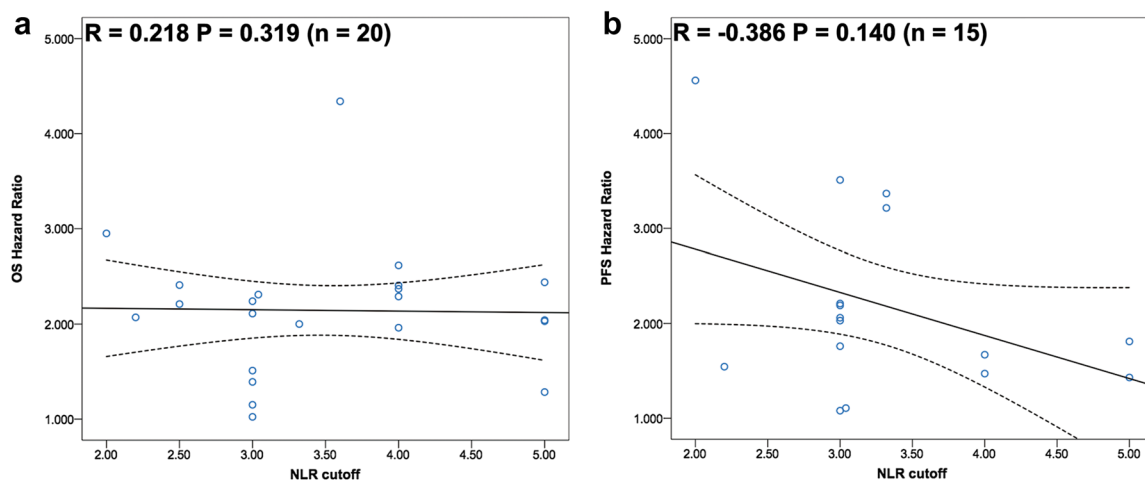 a
R = 0.218 P = 0.319 (n = 20)
5.000
4.000
3.000
2.000
1.000
OS Hazard Ratio
2.00 2.50 3.00 3.50 4.00 4.50 5.00
NLR cutoff
b
R = -0.386 P = 0.140 (n = 15)
5.000
4.000
3.000
2.000
1.000
PFS Hazard Ratio
2.00 2.50 3.00 3.50 4.00 4.50 5.00
NLR cutoff